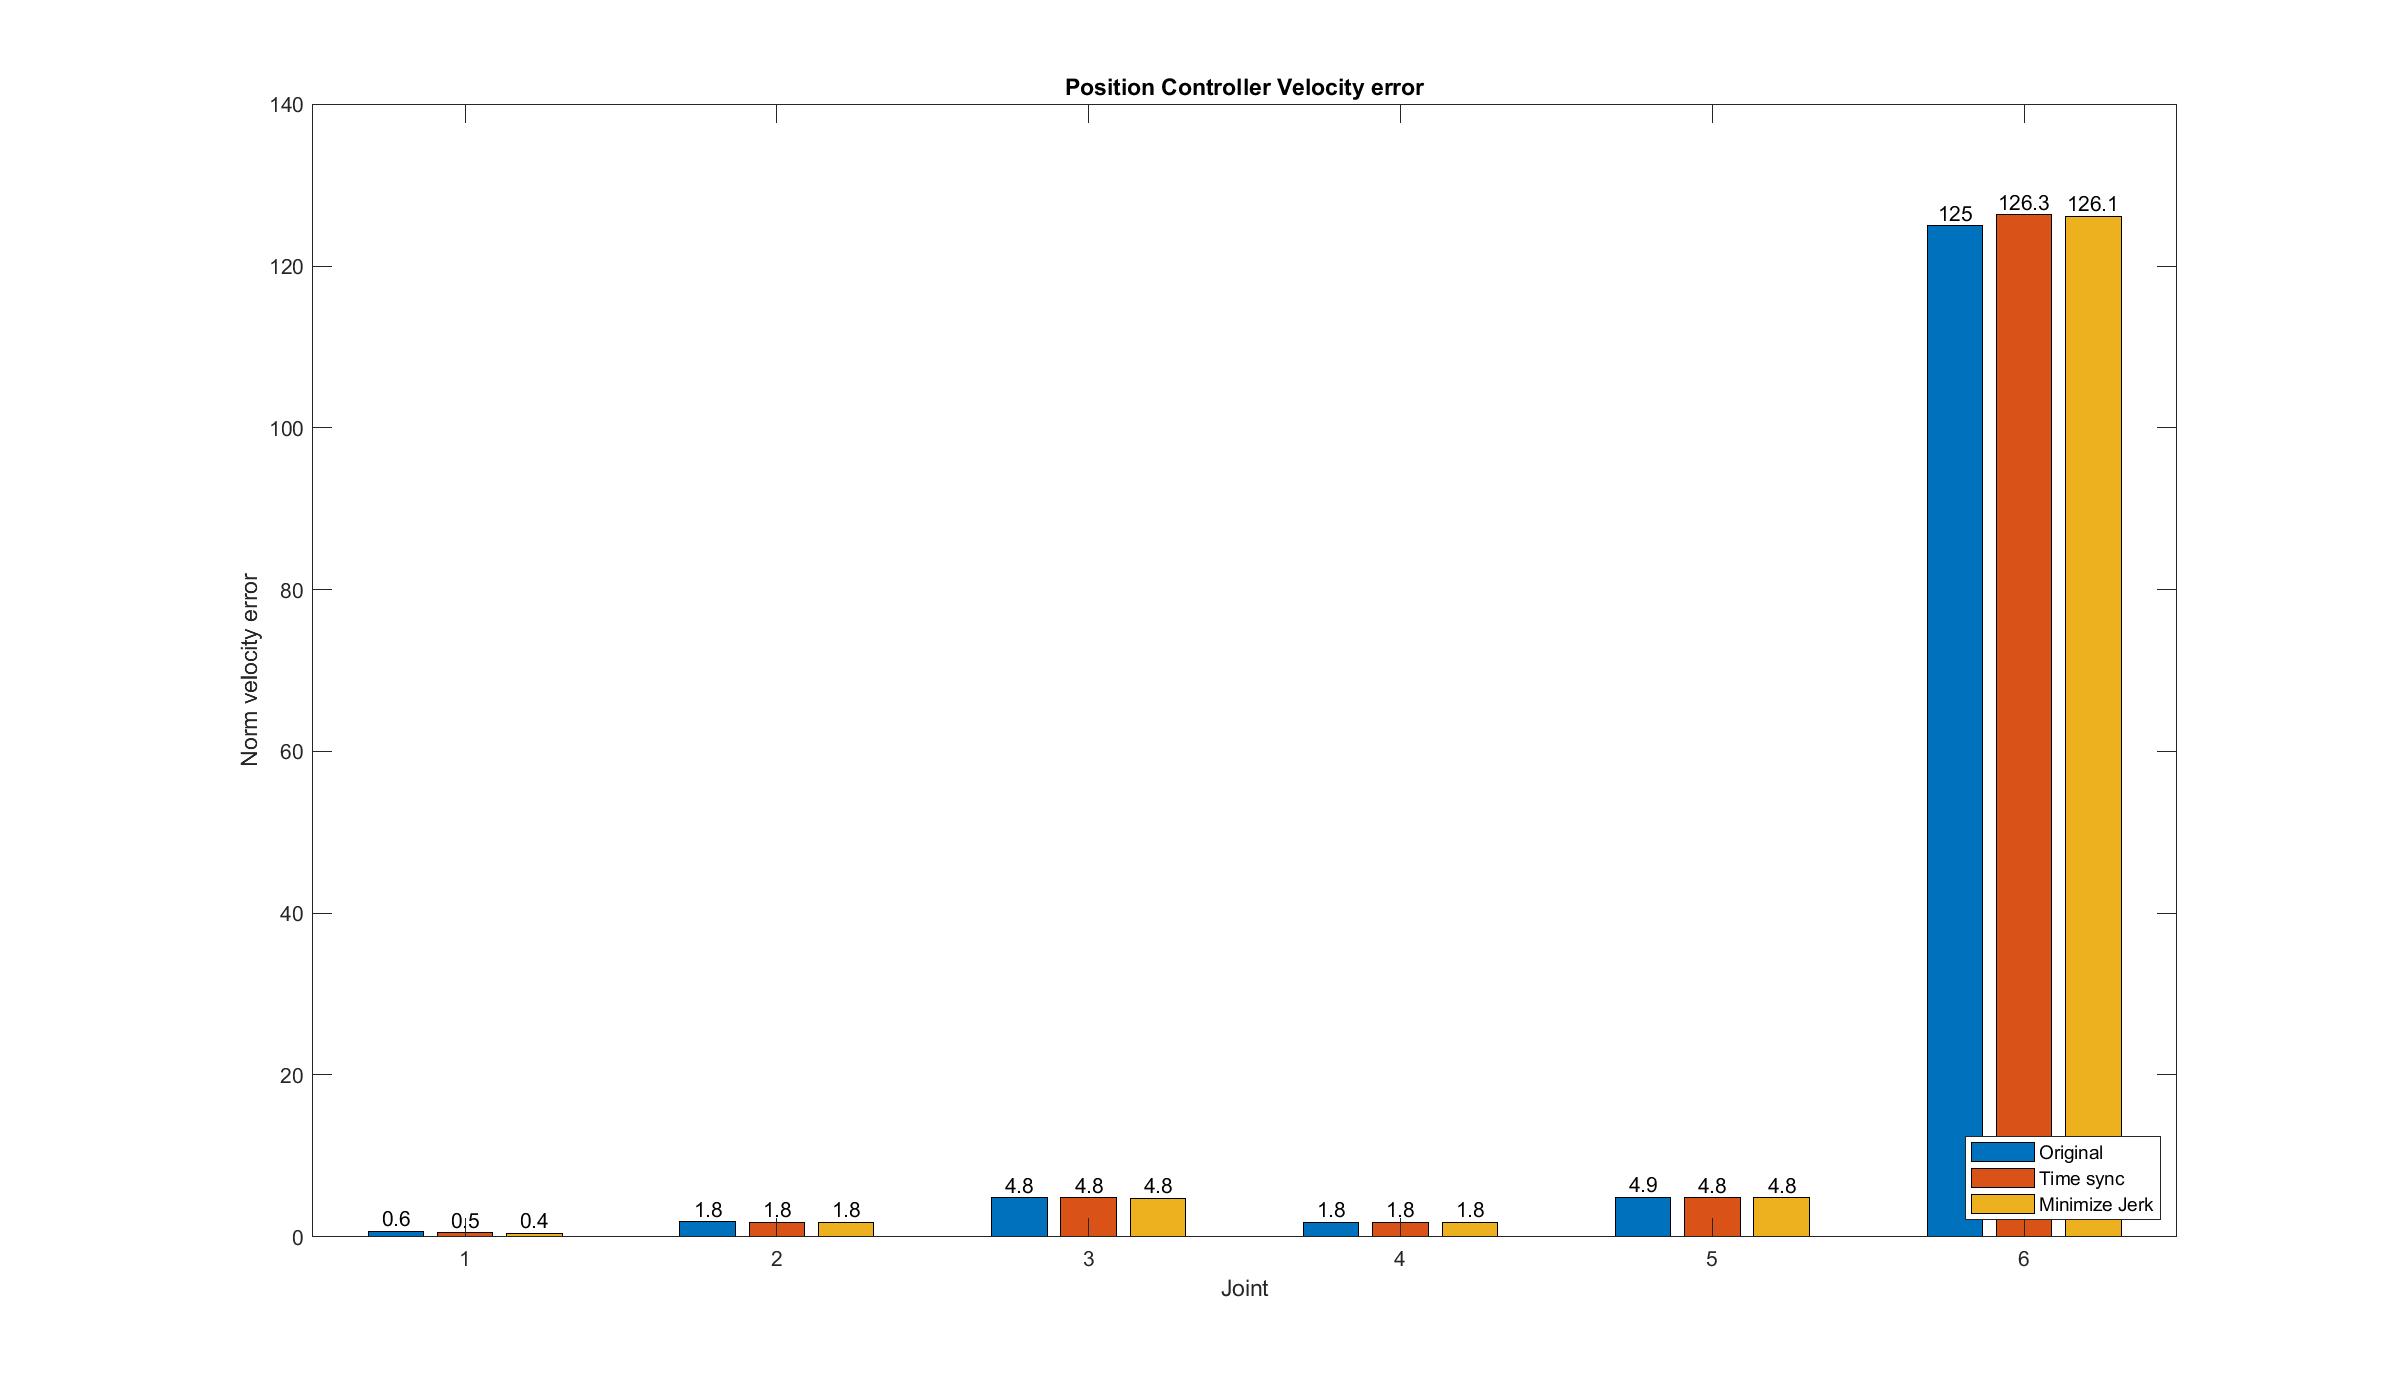 Position Controller Velocity error
140
120
100
80
60
40
20
0
Norm velocity error
0.6 0.5 0.4
1.8 1.8 1.8
4.8 4.8 4.8
1.8 1.8 1.8
4.9 4.8 4.8
125 126.3 126.1
1 2 3 4 5 6
Joint
Original
Time sync
Minimize Jerk